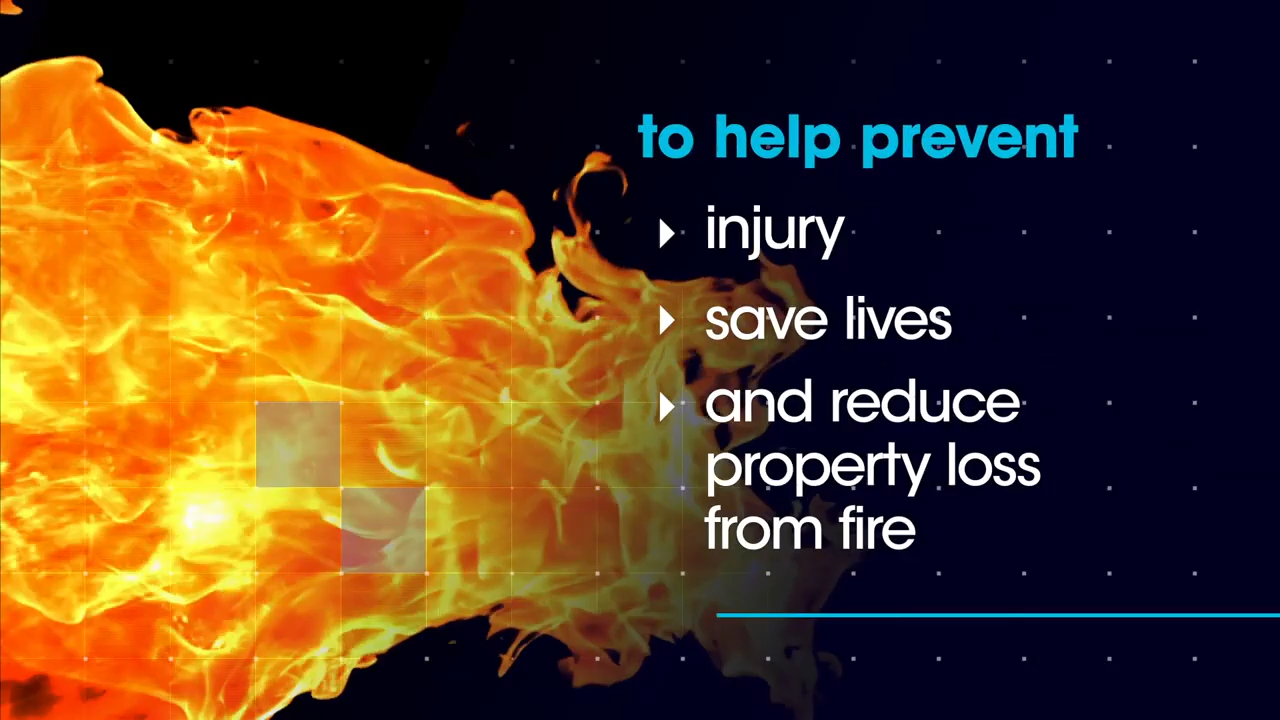 to help prevent
injury
save lives
and reduce
property loss
from fire